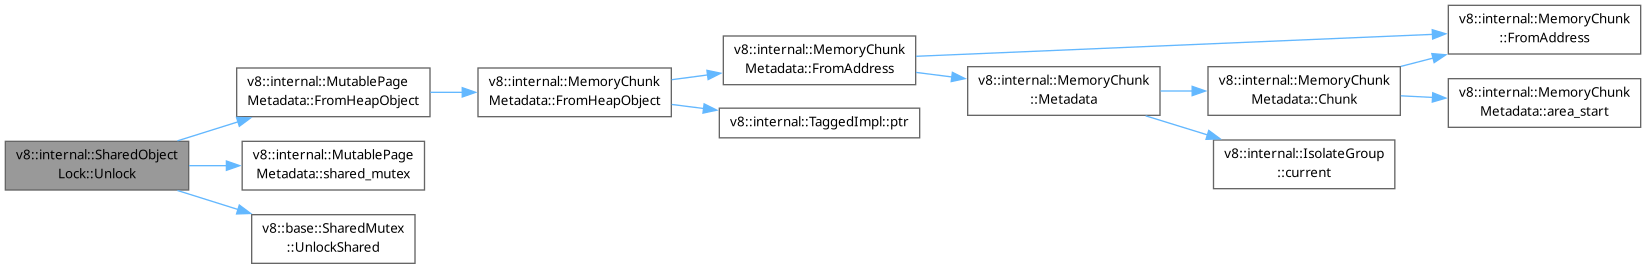 v8::internal::SharedObject
Lock::Unlock
v8::internal::MutablePage
Metadata::FromHeapObject
v8::internal::MutablePage
Metadata::shared_mutex
v8::base::SharedMutex
::UnlockShared
v8::internal::MemoryChunk
Metadata::FromHeapObject
v8::internal::MemoryChunk
Metadata::FromAddress
v8::internal::TaggedImpl::ptr
v8::internal::MemoryChunk
::Metadata
v8::internal::MemoryChunk
Metadata::Chunk
v8::internal::IsolateGroup
::current
v8::internal::MemoryChunk
::FromAddress
v8::internal::MemoryChunk
Metadata::area_start